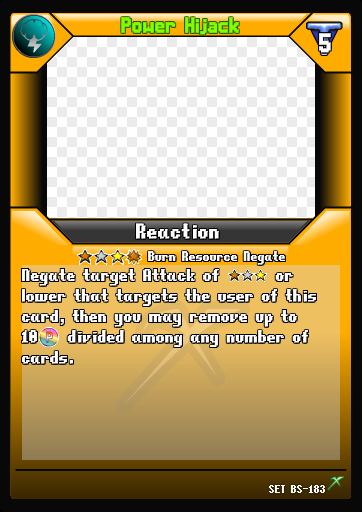 Power Hijack
5
Reaction
Burn Resource Negate
Negate target Attack of or
lower that targets the user of this
card, then you may remove up to
10 P divided among any number of
cards.
SET BS-183